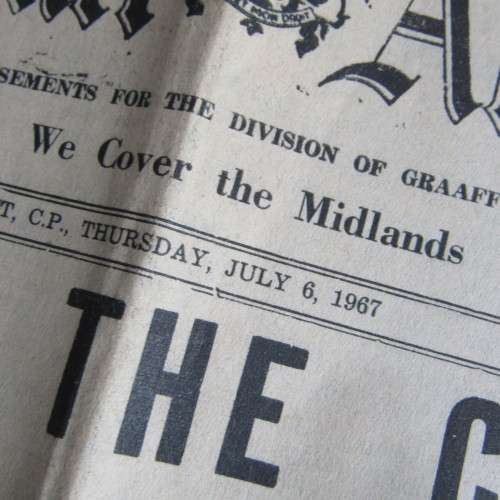 SEMENTS FOR THE DIVISION OF GRAAFF
We Cover the Midlands
T, C.P., THURSDAY, JULY 6, 1967
THE C